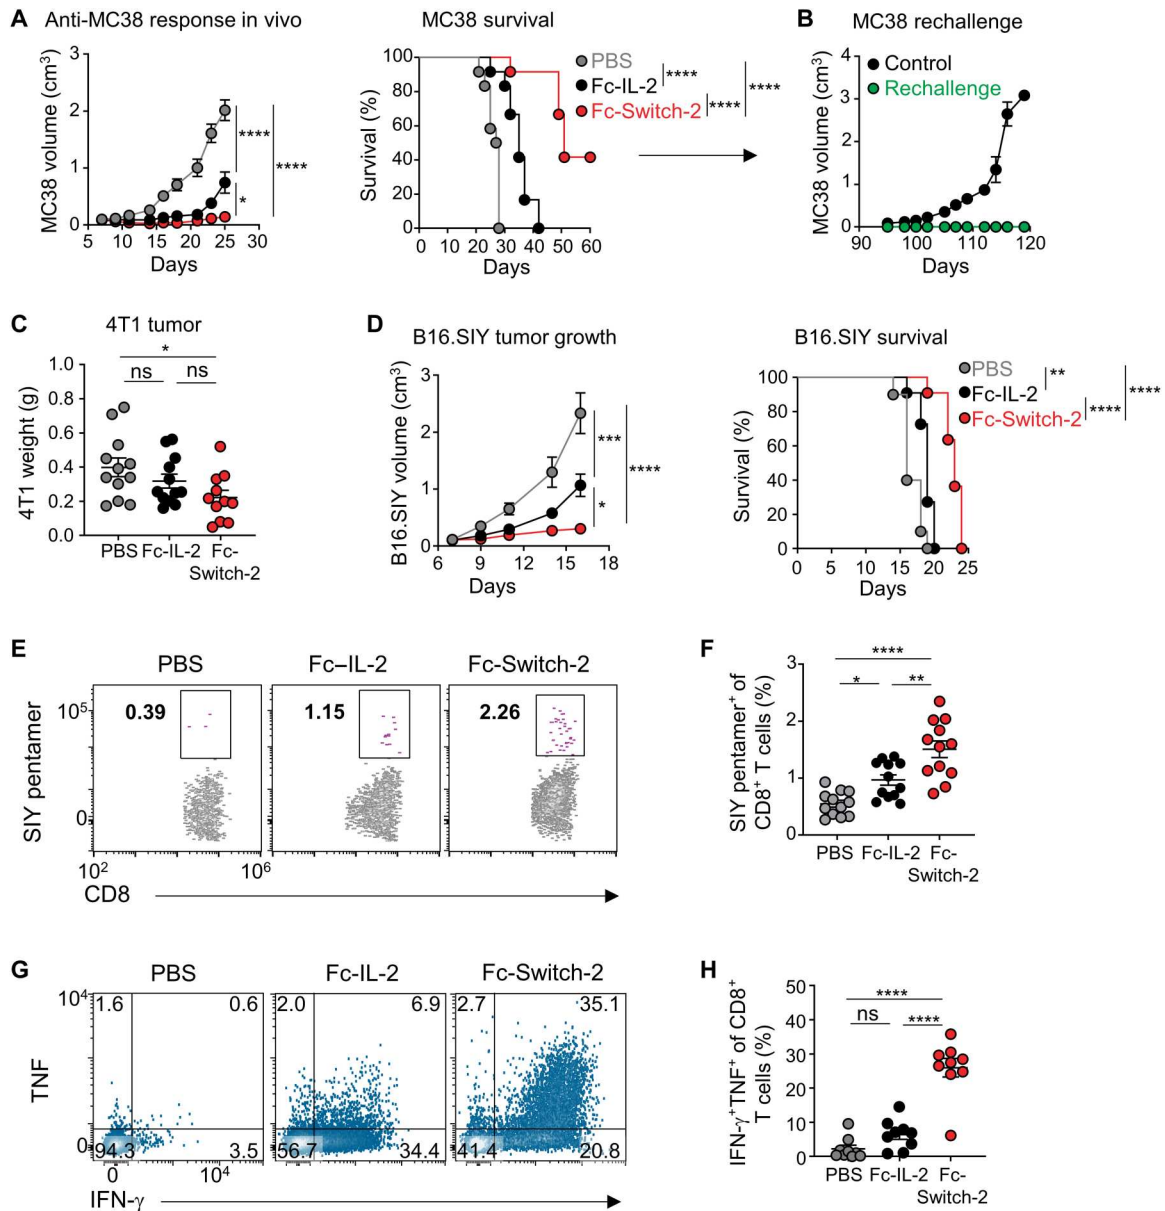 A Anti-MC38 response in vivo
MC38 volume (cm³)
3
2
1
0
5 10 15 20 25 30
Days
****
****
*
MC38 survival
Survival (%)
100
80
60
40
20
0
0 10 20 30 40 50 60
Days
PBS
Fc-IL-2
Fc-Switch-2
****
****
****
B MC38 rechallenge
MC38 volume (cm³)
4
3
2
1
0
90 100 110 120
Days
Control
Rechallenge
C 4T1 tumor
4T1 weight (g)
1.0
0.8
0.6
0.4
0.2
0.0
*
ns ns
PBS Fc-IL-2 Fc-
Switch-2
D B16.SIY tumor growth
B16.SIY volume (cm³)
3
2
1
0
6 9 12 15 18
Days
***
****
*
B16.SIY survival
Survival (%)
100
80
60
40
20
0
0 5 10 15 20 25
Days
PBS
Fc-IL-2
Fc-Switch-2
**
****
****
E PBS Fc–IL-2 Fc-Switch-2
SIY pentamer
10⁵
0
0.39 1.15 2.26
10² 10⁶
CD8
F
SIY pentamer⁺ of
CD8⁺ T cells (%)
3
2
1
0
****
* **
PBS Fc-IL-2 Fc-
Switch-2
G PBS Fc-IL-2 Fc-Switch-2
TNF
10⁴
0
1.6 0.6 2.0 6.9 2.7 35.1
94.3 3.5 56.7 34.4 41.4 20.8
0 10⁴
IFN-γ
H
IFN-γ⁺TNF⁺ of CD8⁺
T cells (%)
50
40
30
20
10
0
****
ns ****
PBS Fc-IL-2 Fc-
Switch-2